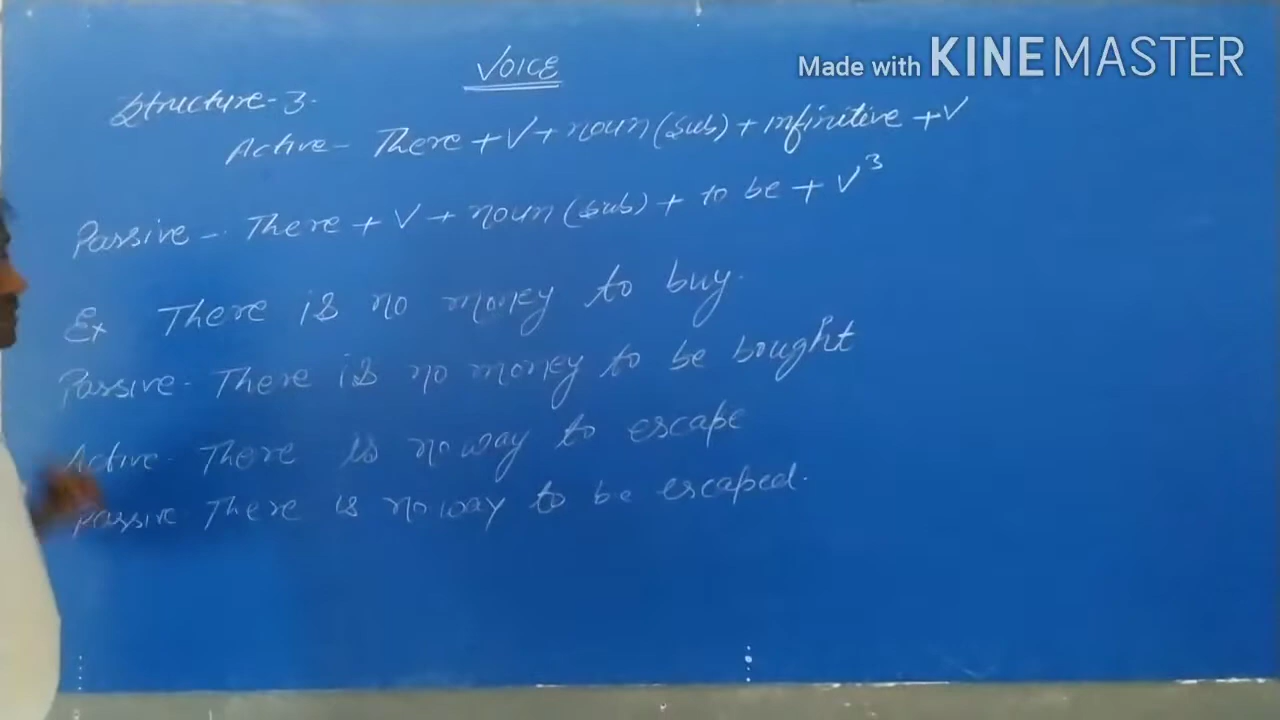 VOICE
Made with KINEMASTER
Structure-3.
Active- There + V + noun (sub) + infinitive + V
Passive -. There + V + noun (sub) + to be + V³
Ex There is no money to buy.
Passive- There is no money to be bought
Active- There is no way to escape
Passive There is no way to be escaped.